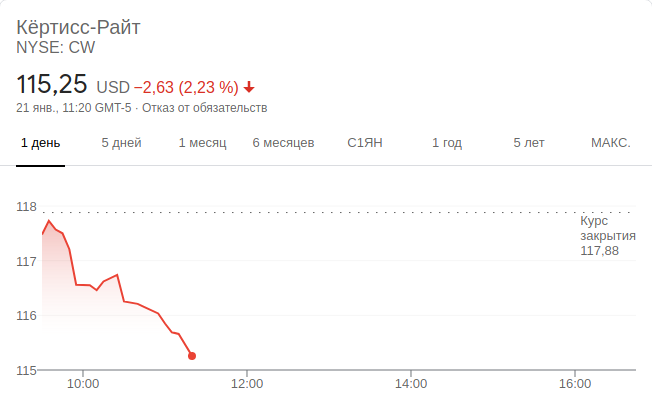 Кёртисс-Райт
NYSE: CW
115,25 USD −2,63 (2,23 %)
21 янв., 11:20 GMT-5 · Отказ от обязательств
1 день 5 дней 1 месяц 6 месяцев С1ЯН 1 год 5 лет МАКС.
118
Курс
закрытия
117,88
117
116
115
10:00 12:00 14:00 16:00